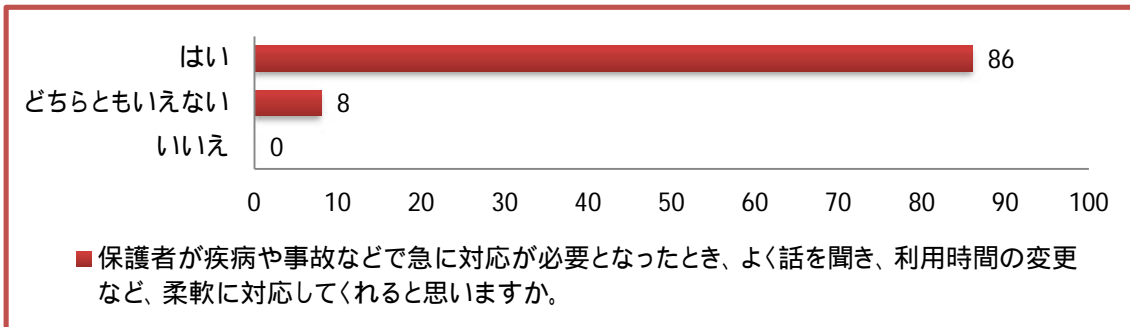 はい
86
どちらともいえない
8
いいえ
0
0 10 20 30 40 50 60 70 80 90 100
保護者が疾病や事故などで急に対応が必要となったとき、よく話を聞き、利用時間の変更
など、柔軟に対応してくれると思いますか。